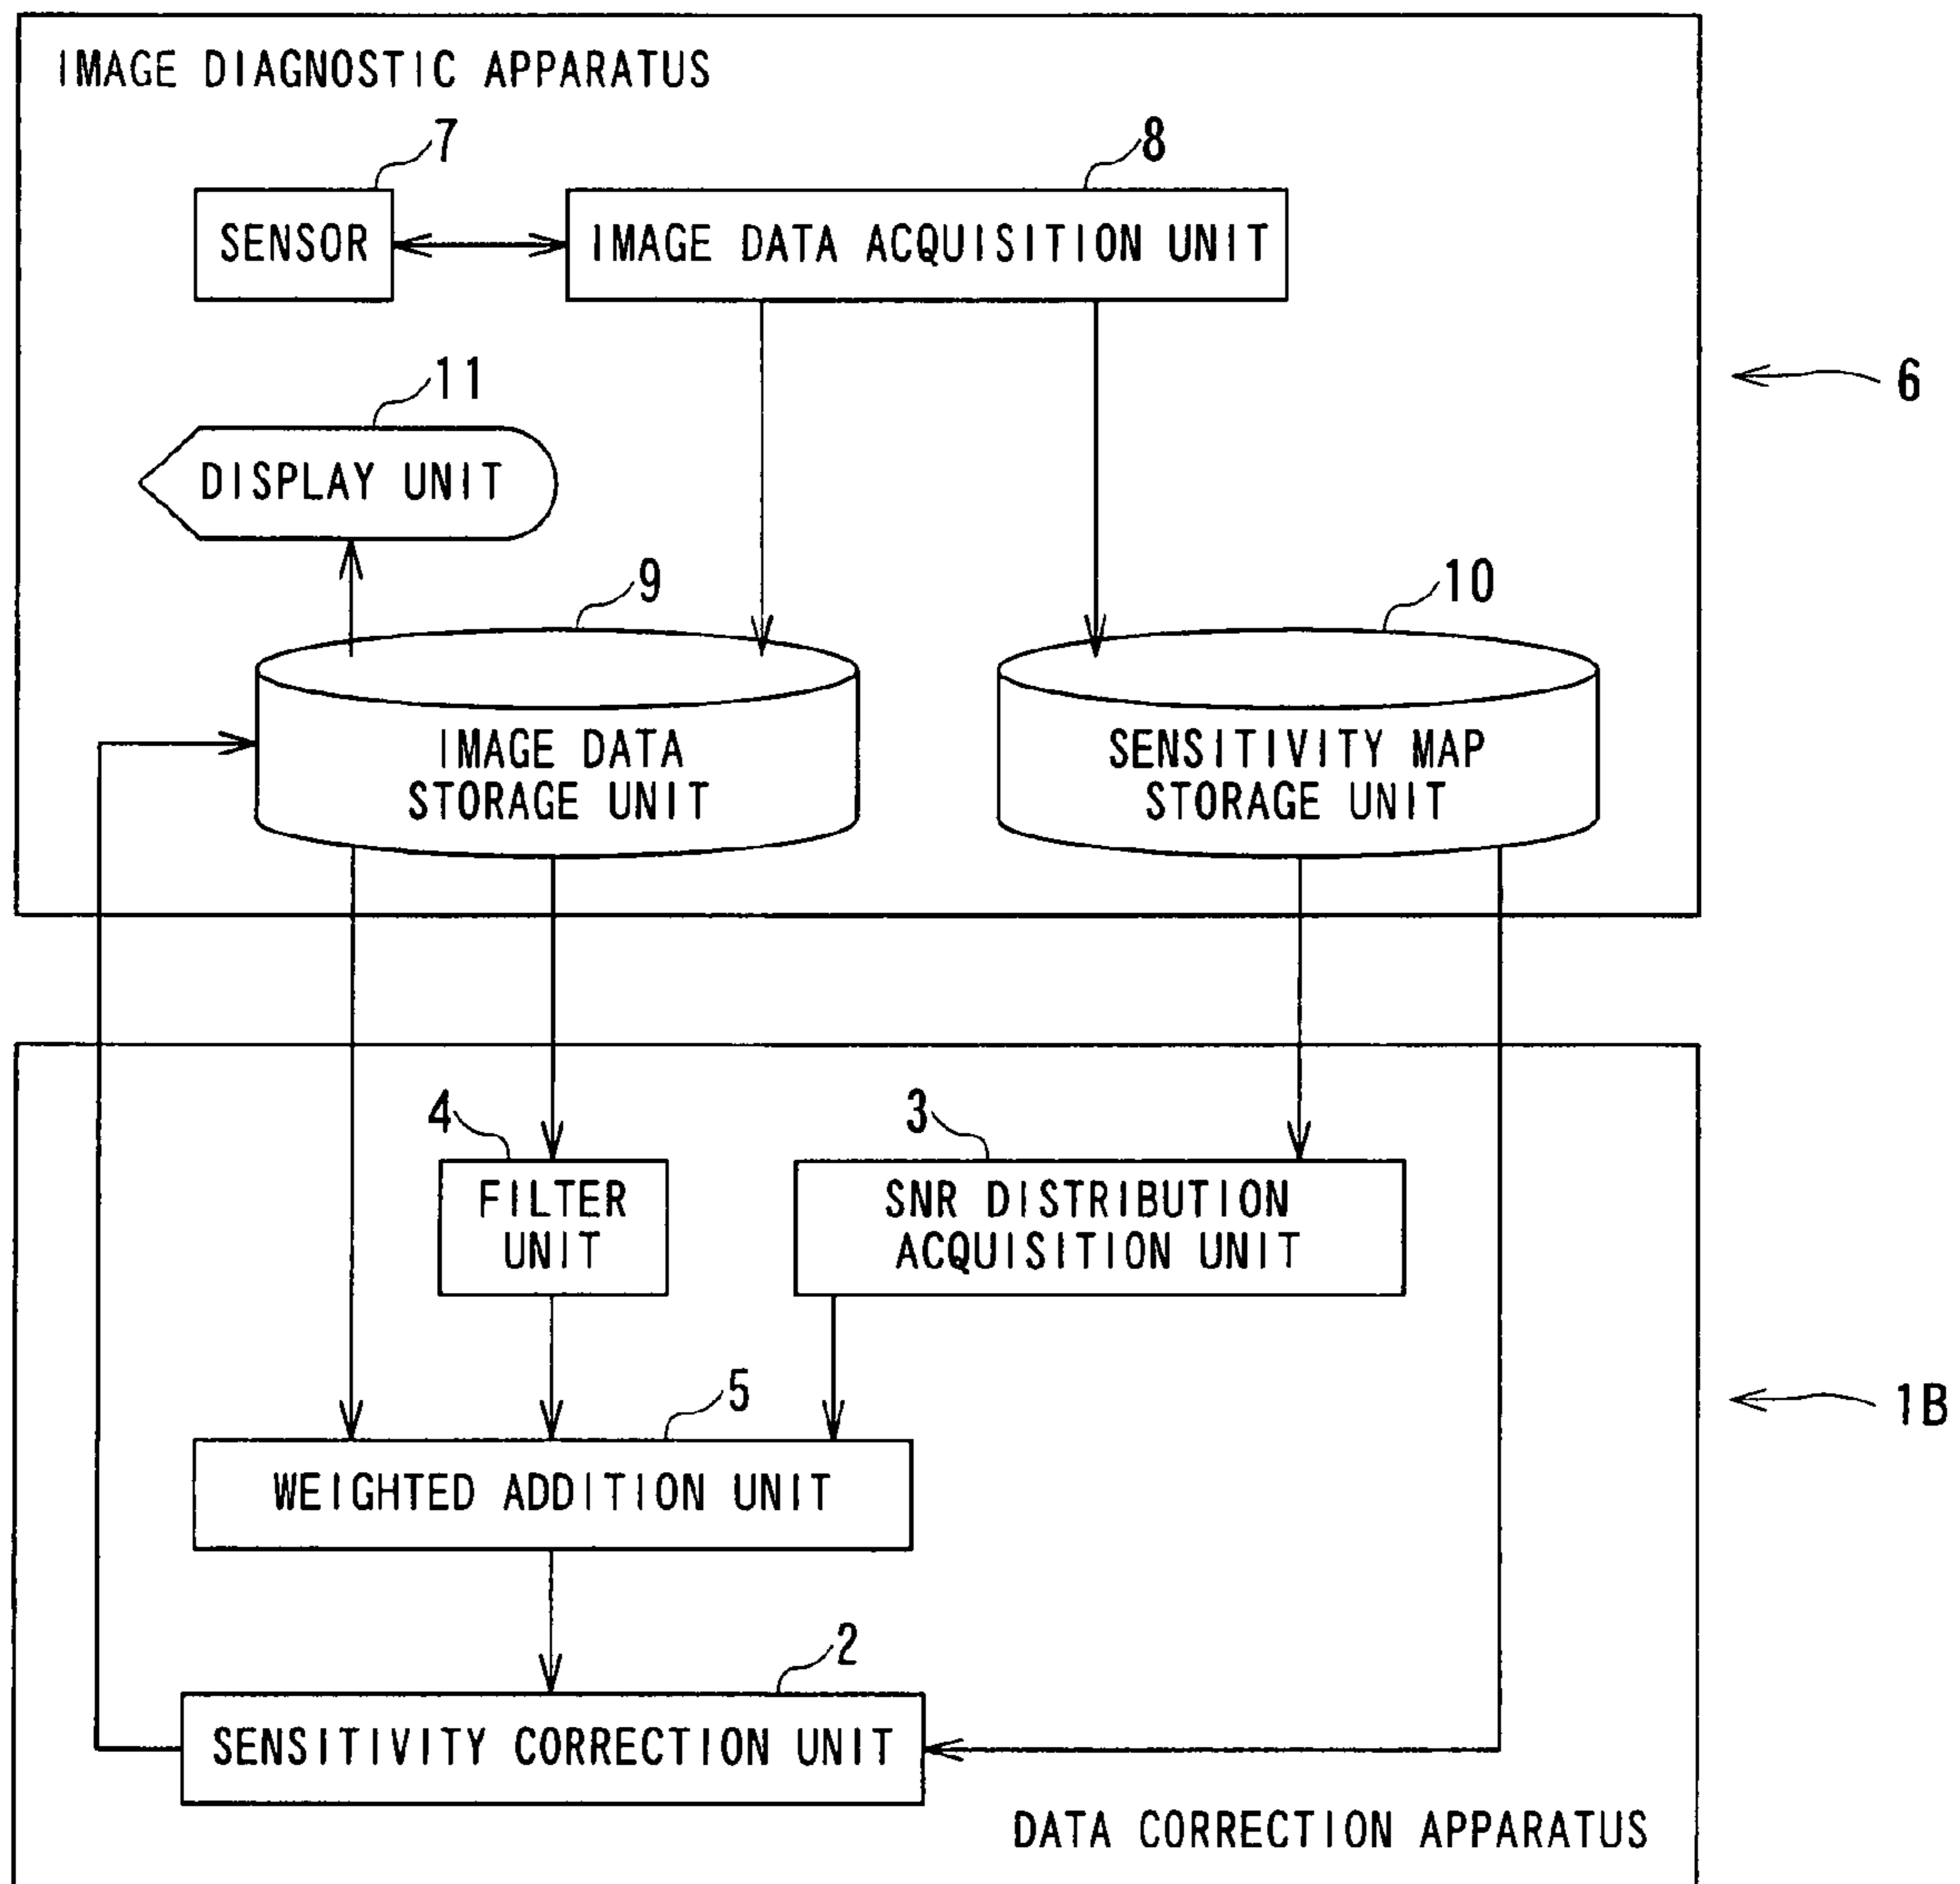 IMAGE DIAGNOSTIC APPARATUS
7
8
SENSOR
IMAGE DATA ACQUISITION UNIT
6
11
DISPLAY UNIT
9
10
IMAGE DATA
STORAGE UNIT
SENSITIVITY MAP
STORAGE UNIT
4
3
FILTER
UNIT
SNR DISTRIBUTION
ACQUISITION UNIT
5
1B
WEIGHTED ADDITION UNIT
2
SENSITIVITY CORRECTION UNIT
DATA CORRECTION APPARATUS